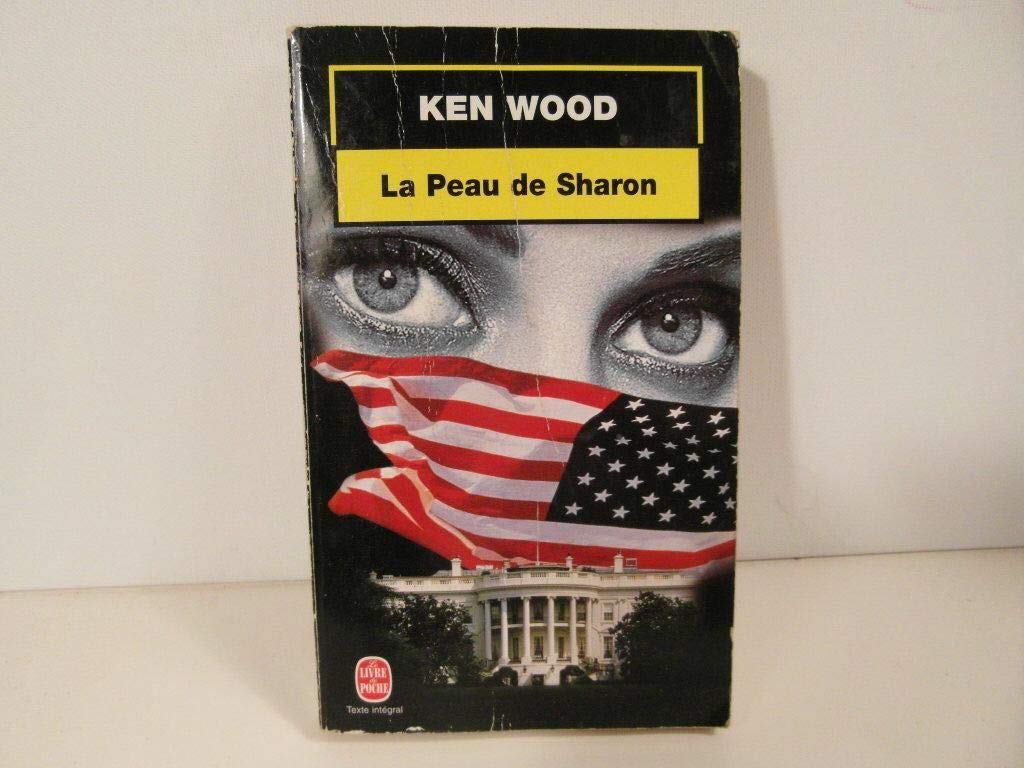 KEN WOOD
La Peau de Sharon
Le
LIVRE
de
POCHE
Texte intégral